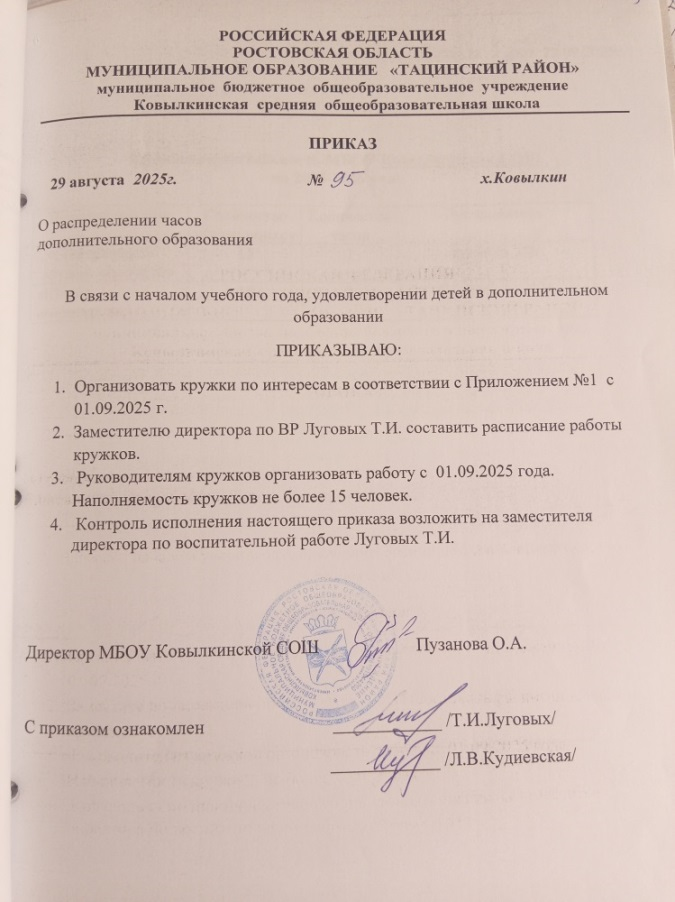 РОССИЙСКАЯ ФЕДЕРАЦИЯ
РОСТОВСКАЯ ОБЛАСТЬ
МУНИЦИПАЛЬНОЕ ОБРАЗОВАНИЕ «ТАЦИНСКИЙ РАЙОН»
муниципальное бюджетное общеобразовательное учреждение
Ковылкинская средняя общеобразовательная школа
ПРИКАЗ
29 августа 2025г. № 95 х.Ковылкин
О распределении часов
дополнительного образования
В связи с началом учебного года, удовлетворении детей в дополнительном
образовании
ПРИКАЗЫВАЮ:
1. Организовать кружки по интересам в соответствии с Приложением №1 с
01.09.2025 г.
2. Заместителю директора по ВР Луговых Т.И. составить расписание работы
кружков.
3. Руководителям кружков организовать работу с 01.09.2025 года.
Наполняемость кружков не более 15 человек.
4. Контроль исполнения настоящего приказа возложить на заместителя
директора по воспитательной работе Луговых Т.И.
Директор МБОУ Ковылкинской СОШ Пузанова О.А.
С приказом ознакомлен /Т.И.Луговых/
/Л.В.Кудиевская/